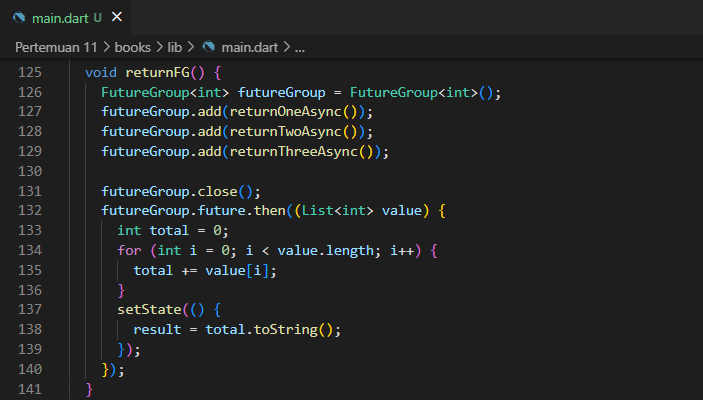 main.dart U ×
Pertemuan 11 > books > lib > main.dart > ...
125 void returnFG() {
126 FutureGroup<int> futureGroup = FutureGroup<int>();
127 futureGroup.add(returnOneAsync());
128 futureGroup.add(returnTwoAsync());
129 futureGroup.add(returnThreeAsync());
130
131 futureGroup.close();
132 futureGroup.future.then((List<int> value) {
133 int total = 0;
134 for (int i = 0; i < value.length; i++) {
135 total += value[i];
136 }
137 setState(() {
138 result = total.toString();
139 });
140 });
141 }